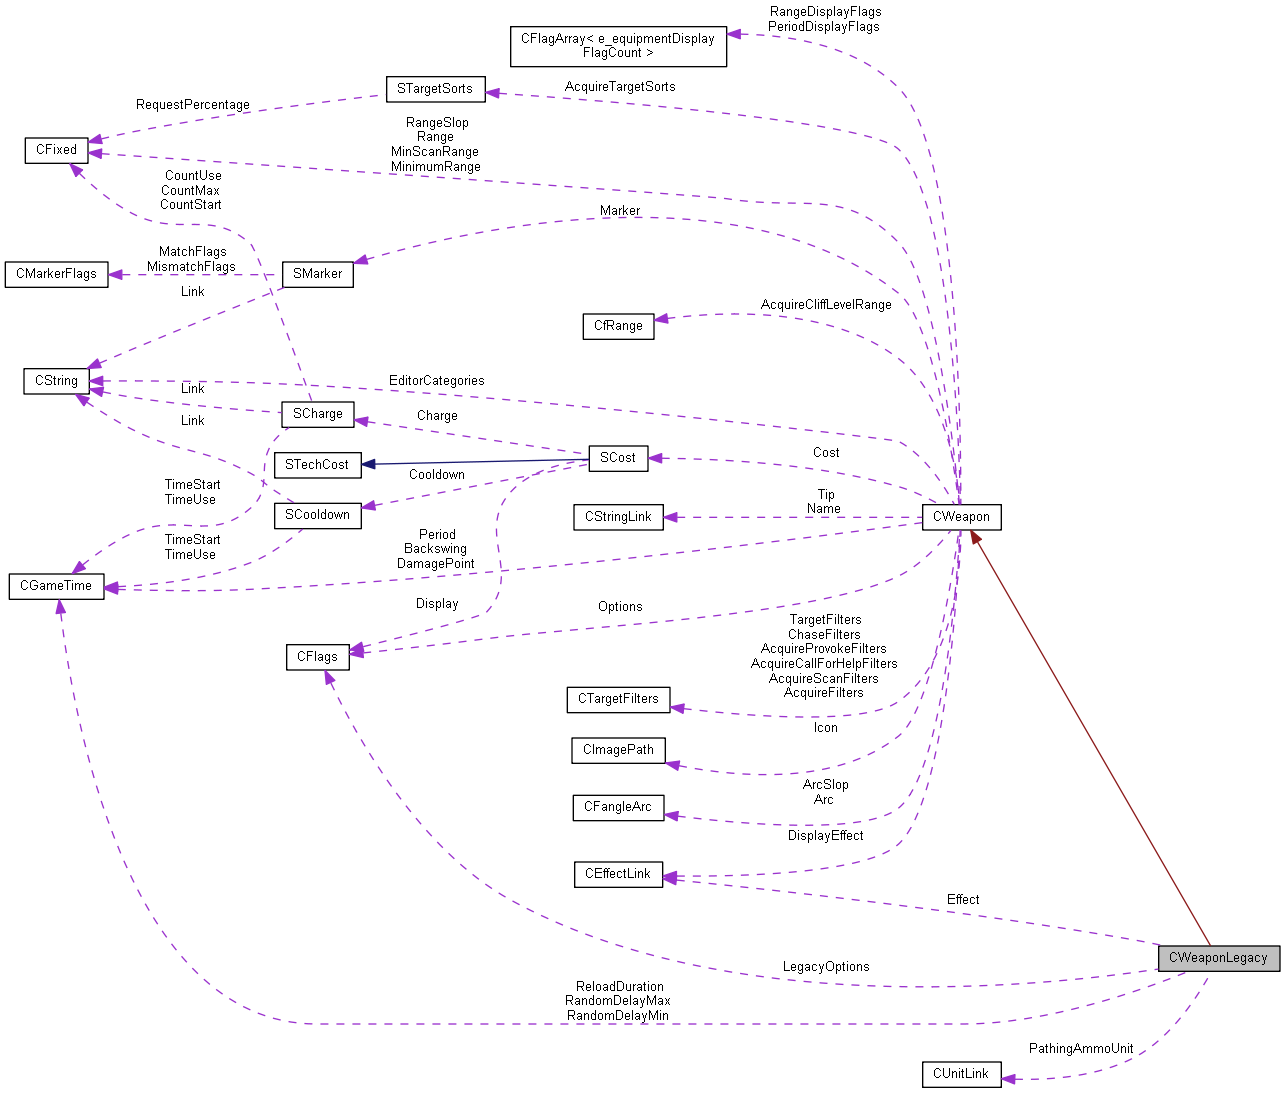 RangeDisplayFlags
PeriodDisplayFlags
CFlagArray< e_equipmentDisplay
FlagCount >
STargetSorts
AcquireTargetSorts
RequestPercentage
CFixed
RangeSlop
Range
MinScanRange
MinimumRange
CountUse
CountMax
CountStart
Marker
MatchFlags
MismatchFlags
CMarkerFlags
SMarker
Link
AcquireCliffLevelRange
CfRange
CString
EditorCategories
Link
SCharge
Charge
Link
SCost
Cost
STechCost
Cooldown
TimeStart
TimeUse
SCooldown
Tip
Name
CStringLink
CWeapon
TimeStart
TimeUse
Period
Backswing
DamagePoint
CGameTime
Display
Options
CFlags
TargetFilters
ChaseFilters
AcquireProvokeFilters
AcquireCallForHelpFilters
AcquireScanFilters
AcquireFilters
CTargetFilters
Icon
CImagePath
ArcSlop
Arc
CFangleArc
DisplayEffect
CEffectLink
Effect
CWeaponLegacy
LegacyOptions
ReloadDuration
RandomDelayMax
RandomDelayMin
PathingAmmoUnit
CUnitLink